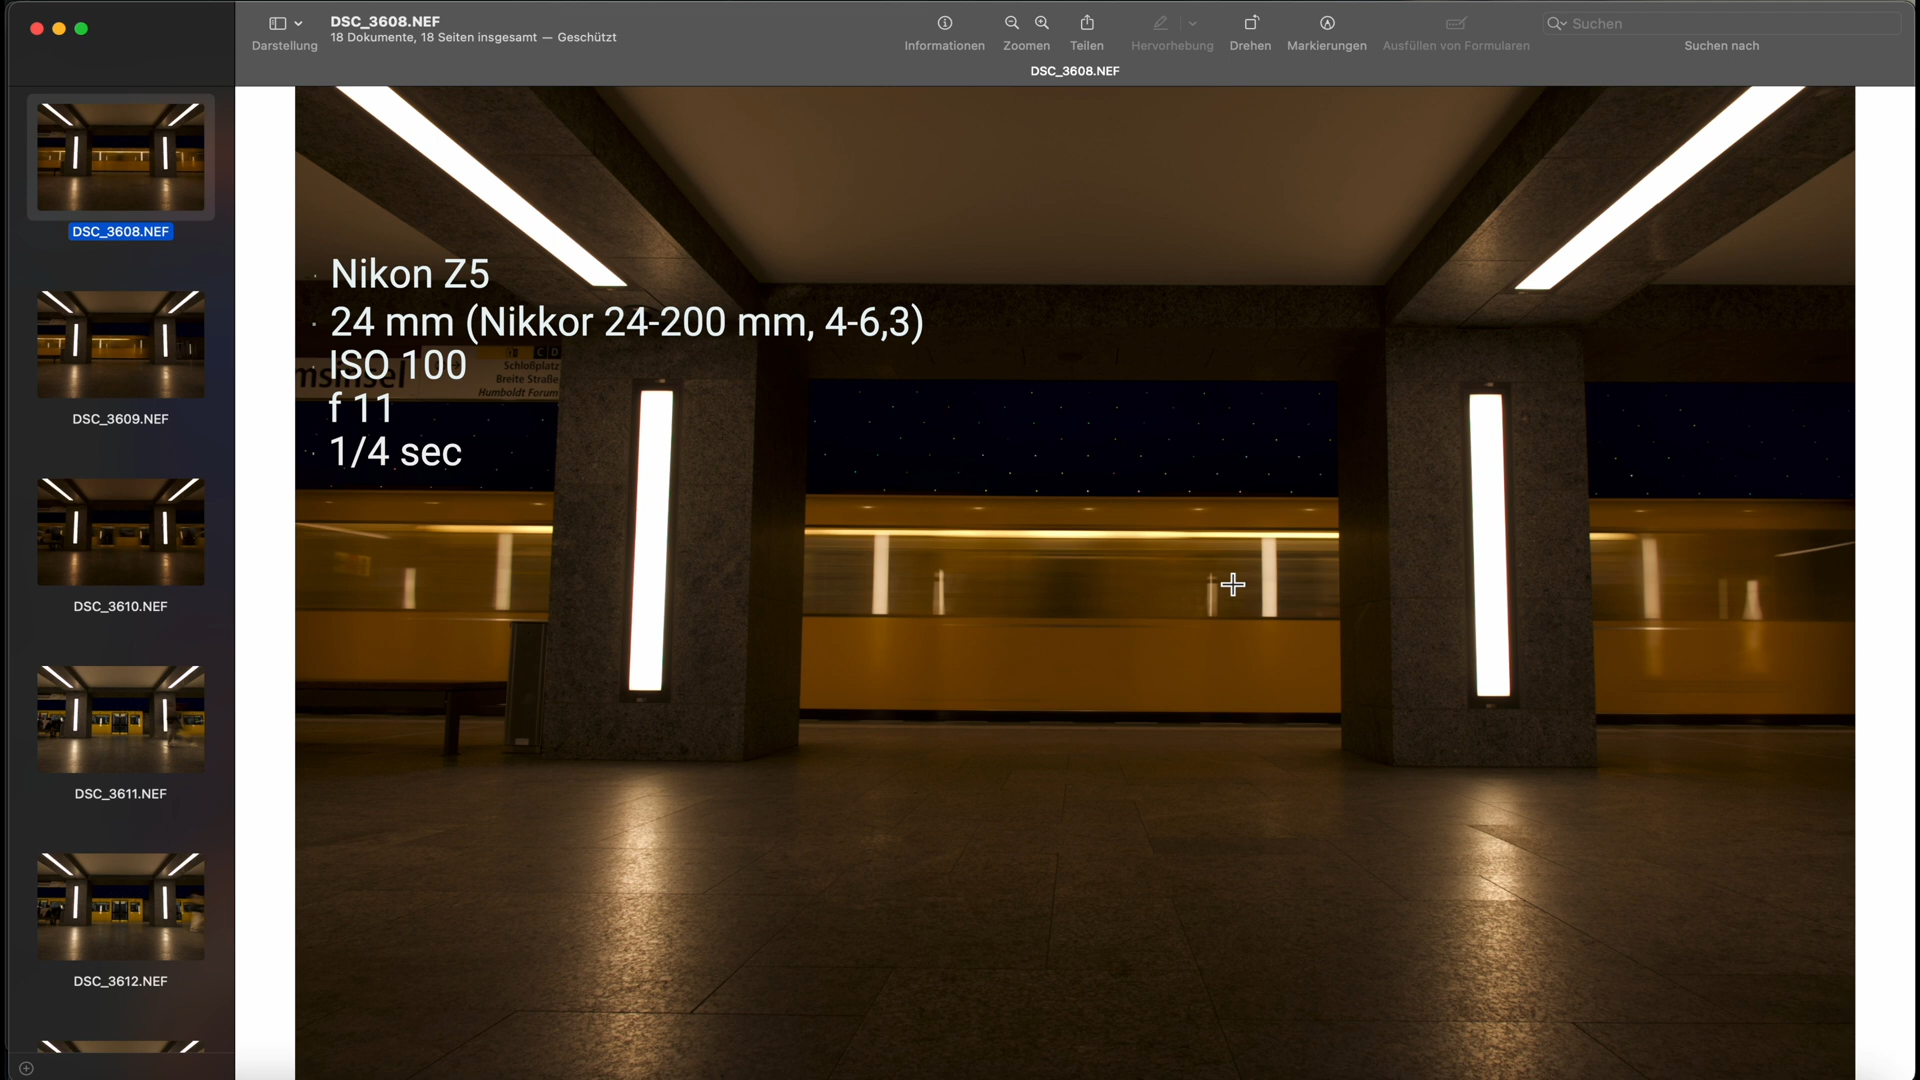 DSC_3608.NEF
18 Dokumente, 18 Seiten insgesamt — Geschützt
Darstellung
Informationen
Zoomen
Teilen
Hervorhebung
Drehen
Markierungen
Ausfüllen von Formularen
Suchen
Suchen nach
DSC_3608.NEF
DSC_3608.NEF
DSC_3609.NEF
DSC_3610.NEF
DSC_3611.NEF
DSC_3612.NEF
Nikon Z5
24 mm (Nikkor 24-200 mm, 4-6,3)
ISO 100
f 11
1/4 sec
C D
Schloßplatz
Breite Straße
Humboldt Forum